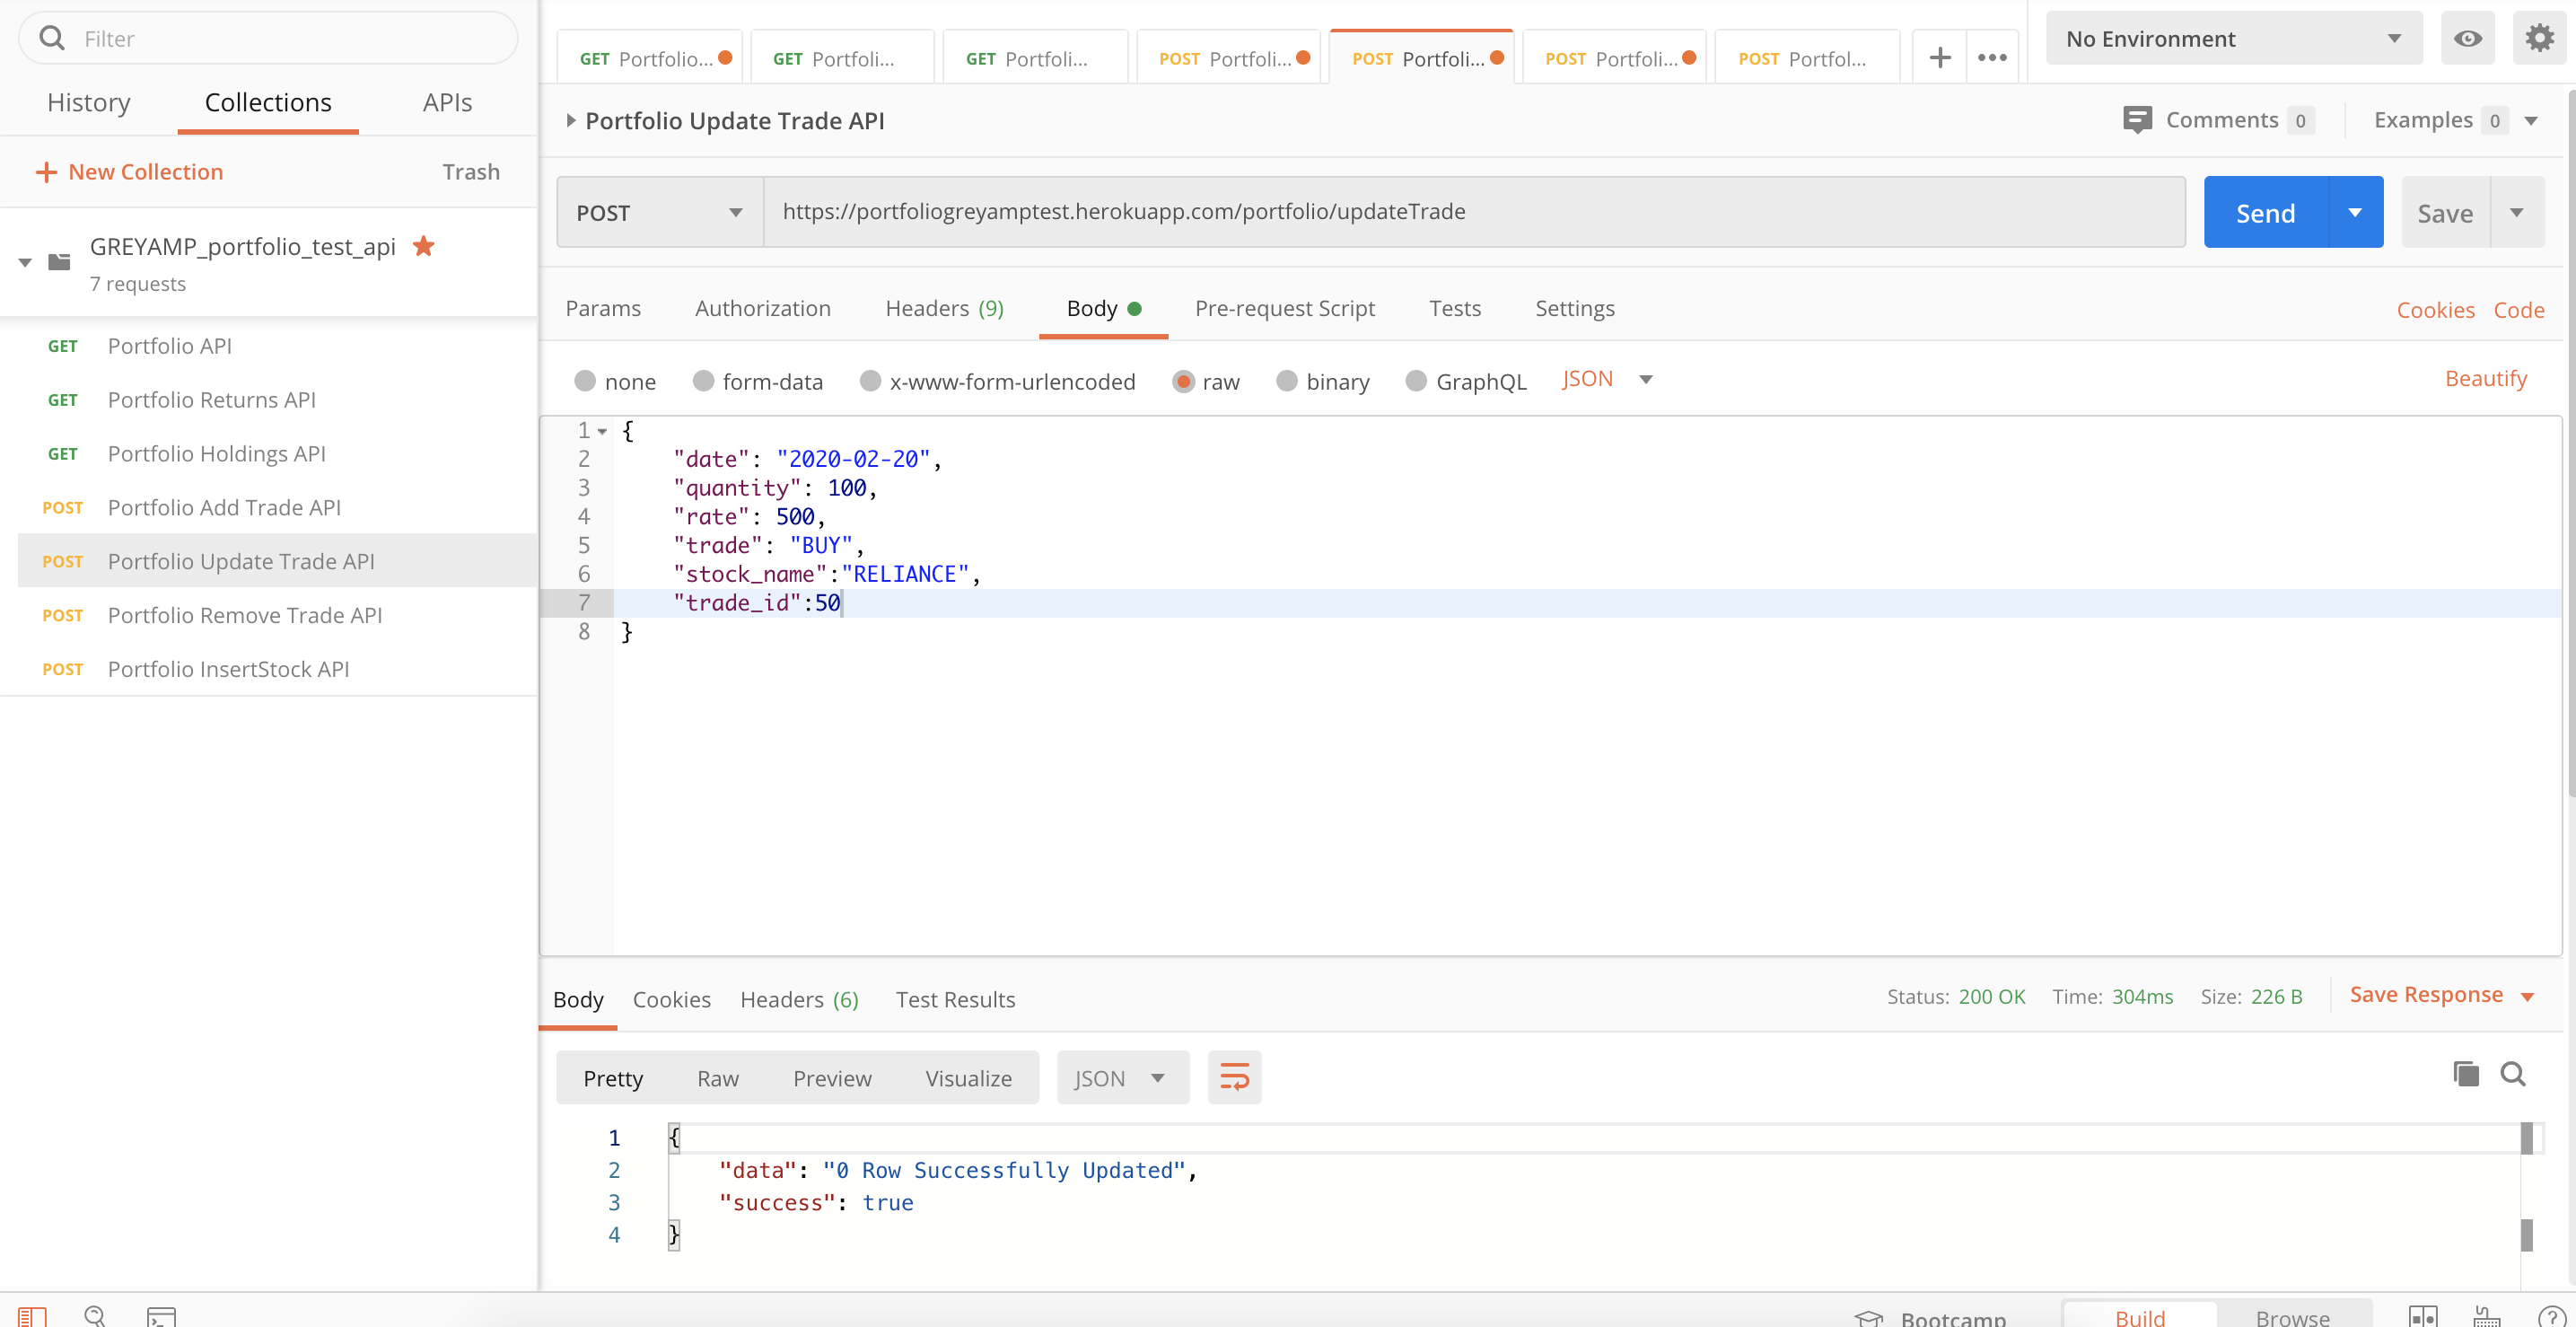 Filter
History Collections APIs
+ New Collection Trash
GREYAMP_portfolio_test_api
7 requests
GET Portfolio API
GET Portfolio Returns API
GET Portfolio Holdings API
POST Portfolio Add Trade API
POST Portfolio Update Trade API
POST Portfolio Remove Trade API
POST Portfolio InsertStock API
GET Portfolio... GET Portfoli... GET Portfoli... POST Portfoli... POST Portfoli... POST Portfoli... POST Portfol... + •••
No Environment
Portfolio Update Trade API
Comments 0 Examples 0
POST https://portfoliogreyamptest.herokuapp.com/portfolio/updateTrade Send Save
Params Authorization Headers (9) Body Pre-request Script Tests Settings Cookies Code
none form-data x-www-form-urlencoded raw binary GraphQL JSON Beautify
1 {
2 "date": "2020-02-20",
3 "quantity": 100,
4 "rate": 500,
5 "trade": "BUY",
6 "stock_name":"RELIANCE",
7 "trade_id":50
8 }
Body Cookies Headers (6) Test Results Status: 200 OK Time: 304ms Size: 226 B Save Response
Pretty Raw Preview Visualize JSON
1 {
2 "data": "0 Row Successfully Updated",
3 "success": true
4 }
Bootcamp Build Browse